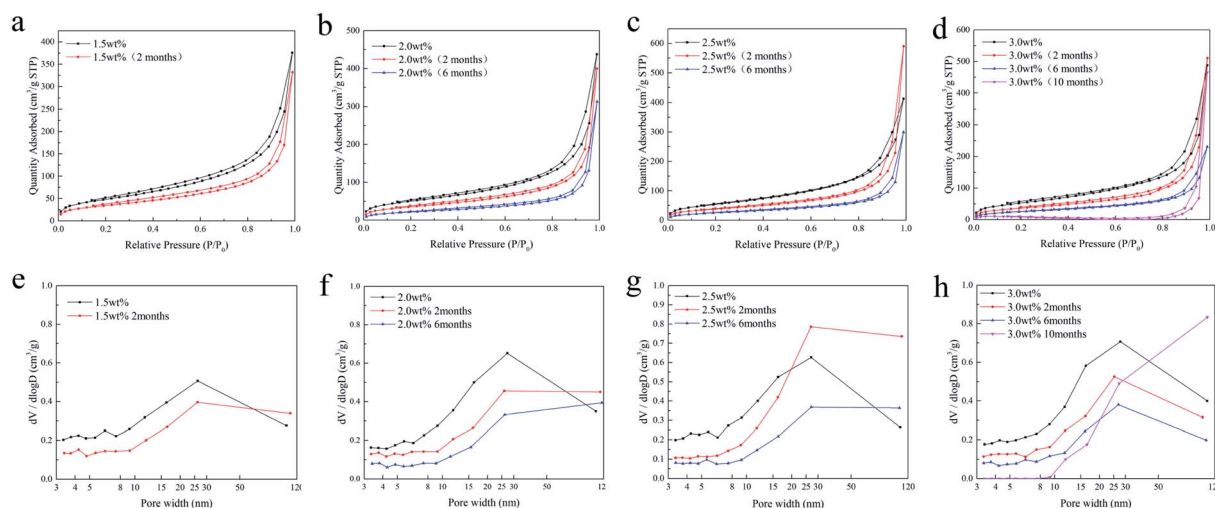 a
1.5wt%
1.5wt%（2 months）
Quantity Adsorbed (cm³/g STP)
400
350
300
250
200
150
100
50
0
0.0 0.2 0.4 0.6 0.8 1.0
Relative Pressure (P/P₀)
b
2.0wt%
2.0wt%（2 months）
2.0wt%（6 months）
Quantity Adsorbed (cm³/g STP)
500
400
300
200
100
0
0.0 0.2 0.4 0.6 0.8 1.0
Relative Pressure (P/P₀)
c
2.5wt%
2.5wt%（2 months）
2.5wt%（6 months）
Quantity Adsorbed (cm³/g STP)
600
500
400
300
200
100
50
0
0.0 0.2 0.4 0.6 0.8 1.0
Relative Pressure (P/P₀)
d
3.0wt%
3.0wt%（2 months）
3.0wt%（6 months）
3.0wt%（10 months）
Quantity Adsorbed (cm³/g STP)
600
500
400
300
200
100
50
0
0.0 0.2 0.4 0.6 0.8 1.0
Relative Pressure (P/P₀)
e
1.5wt%
1.5wt% 2months
dV / dlogD (cm³/g)
1.0
0.8
0.6
0.4
0.2
0.0
3 4 5 8 10 15 20 25 30 50 120
Pore width (nm)
f
2.0wt%
2.0wt% 2months
2.0wt% 6months
dV / dlogD (cm³/g)
1.0
0.8
0.6
0.4
0.2
0.0
3 4 5 8 10 15 20 25 30 50 12
Pore width (nm)
g
2.5wt%
2.5wt% 2months
2.5wt% 6months
dV / dlogD (cm³/g)
1.0
0.9
0.8
0.7
0.6
0.5
0.4
0.3
0.2
0.1
0.0
3 4 5 8 10 15 20 25 30 50 120
Pore width (nm)
h
3.0wt%
3.0wt% 2months
3.0wt% 6months
3.0wt% 10months
dV / dlogD (cm³/g)
1.0
0.8
0.6
0.4
0.2
0.0
3 4 5 8 10 15 20 25 30 50 12
Pore width (nm)